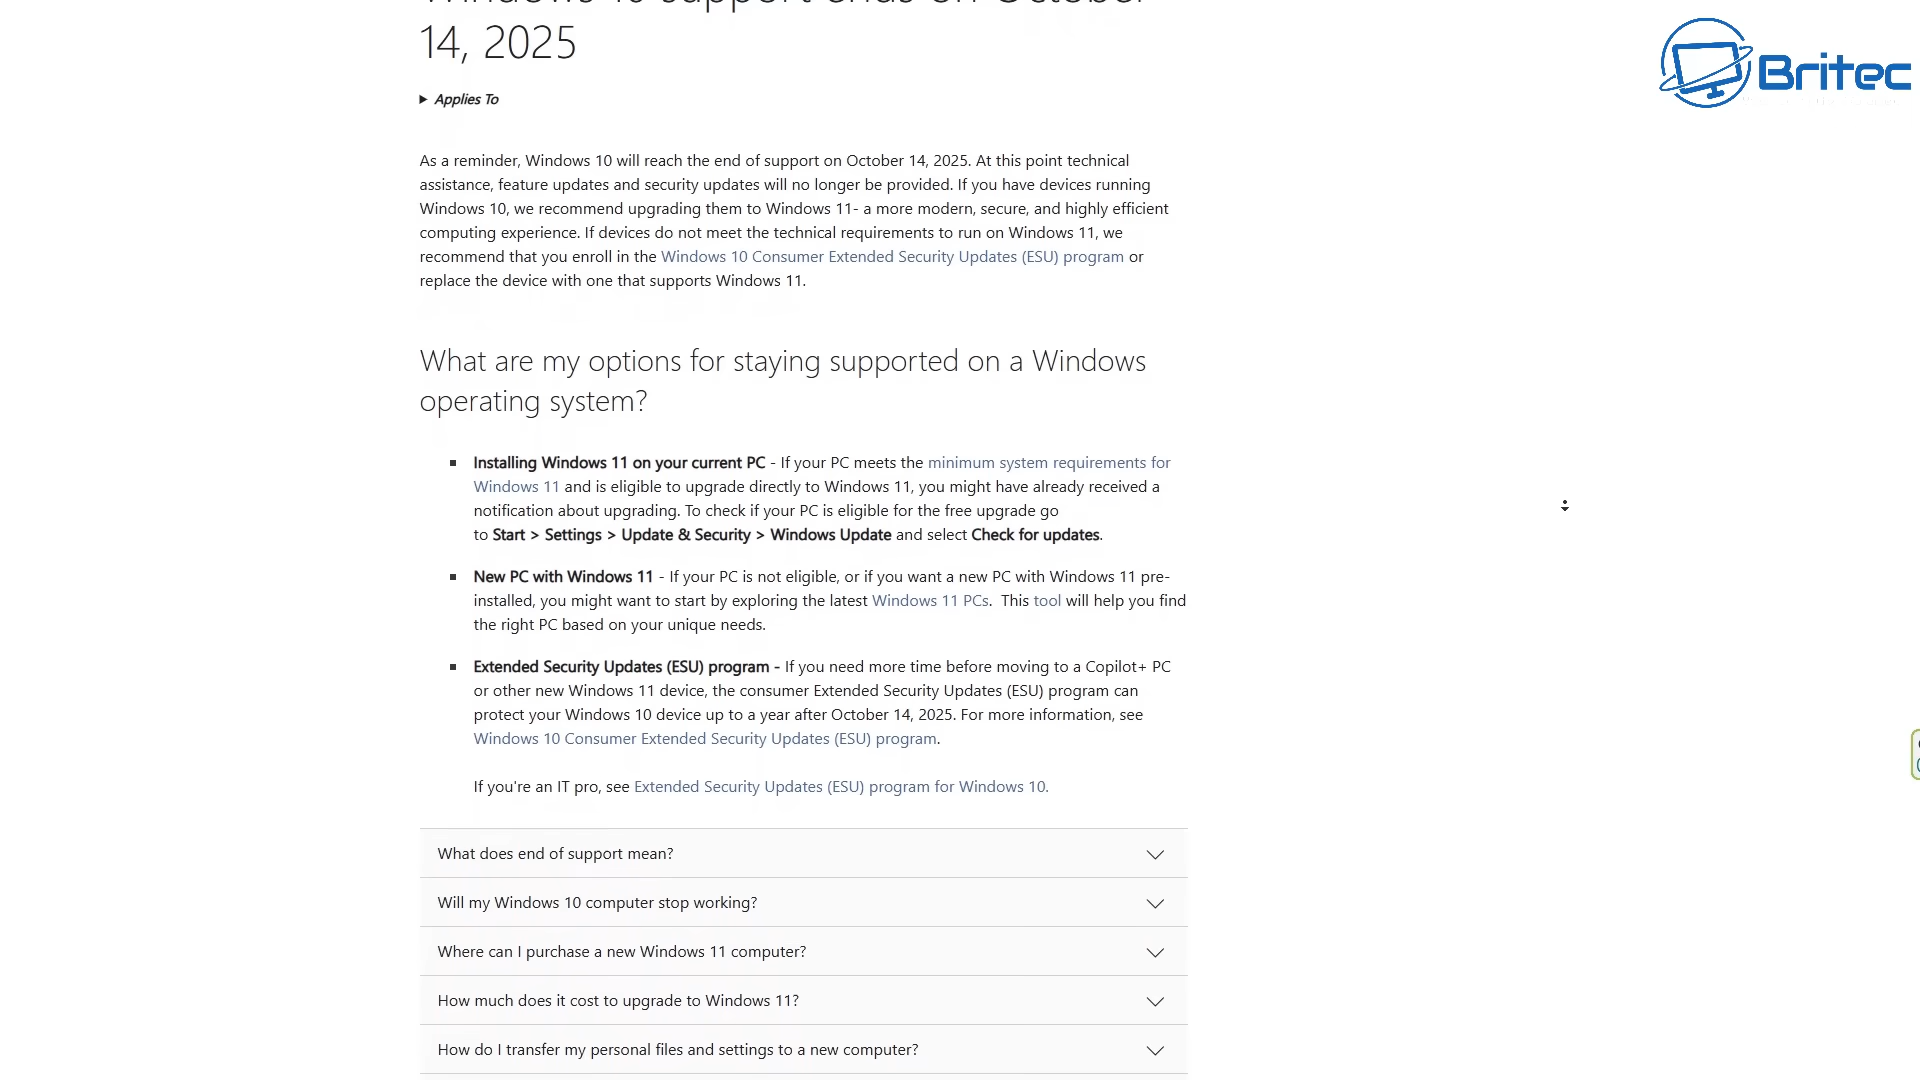 Windows 10 support ends on October
14, 2025
Applies To
As a reminder, Windows 10 will reach the end of support on October 14, 2025. At this point technical
assistance, feature updates and security updates will no longer be provided. If you have devices running
Windows 10, we recommend upgrading them to Windows 11- a more modern, secure, and highly efficient
computing experience. If devices do not meet the technical requirements to run on Windows 11, we
recommend that you enroll in the Windows 10 Consumer Extended Security Updates (ESU) program or
replace the device with one that supports Windows 11.
What are my options for staying supported on a Windows
operating system?
Installing Windows 11 on your current PC - If your PC meets the minimum system requirements for
Windows 11 and is eligible to upgrade directly to Windows 11, you might have already received a
notification about upgrading. To check if your PC is eligible for the free upgrade go
to Start > Settings > Update & Security > Windows Update and select Check for updates.
New PC with Windows 11 - If your PC is not eligible, or if you want a new PC with Windows 11 pre-
installed, you might want to start by exploring the latest Windows 11 PCs.  This tool will help you find
the right PC based on your unique needs.
Extended Security Updates (ESU) program - If you need more time before moving to a Copilot+ PC
or other new Windows 11 device, the consumer Extended Security Updates (ESU) program can
protect your Windows 10 device up to a year after October 14, 2025. For more information, see
Windows 10 Consumer Extended Security Updates (ESU) program.
If you're an IT pro, see Extended Security Updates (ESU) program for Windows 10.
What does end of support mean?
Will my Windows 10 computer stop working?
Where can I purchase a new Windows 11 computer?
How much does it cost to upgrade to Windows 11?
How do I transfer my personal files and settings to a new computer?
Britec